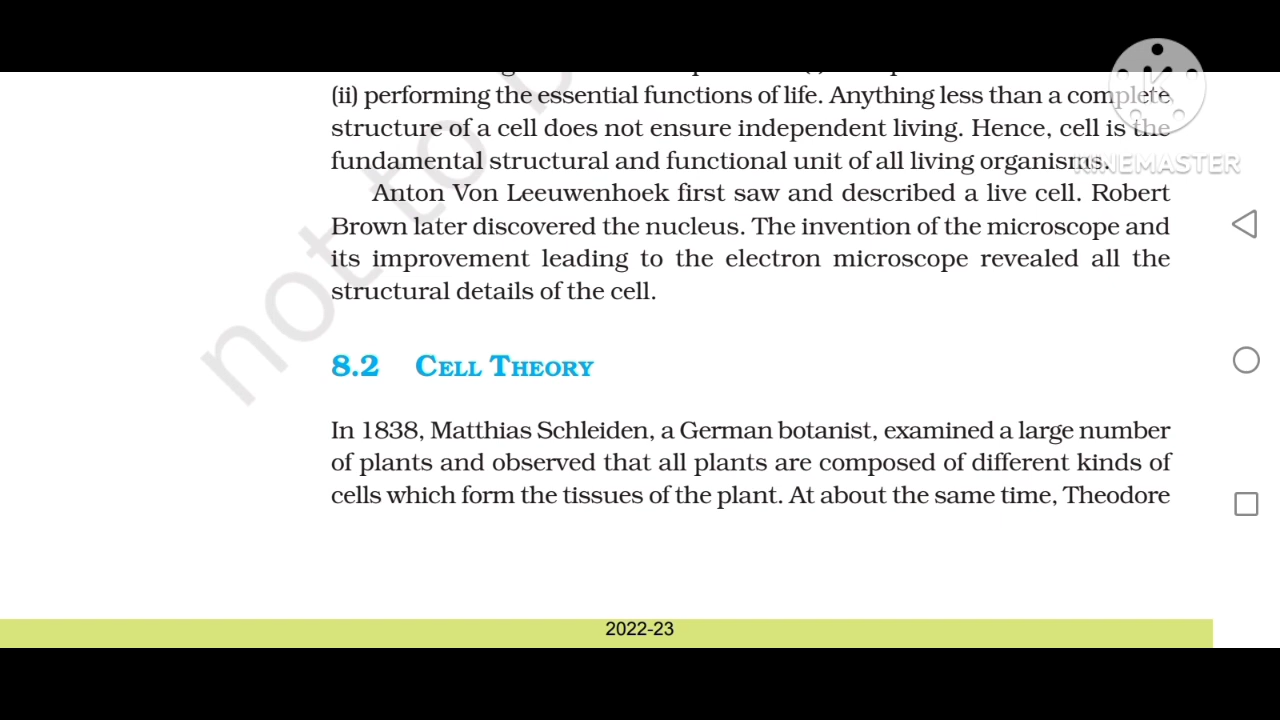 (ii) performing the essential functions of life. Anything less than a complete
structure of a cell does not ensure independent living. Hence, cell is the
fundamental structural and functional unit of all living organisms.
KINEMASTER
Anton Von Leeuwenhoek first saw and described a live cell. Robert
Brown later discovered the nucleus. The invention of the microscope and
its improvement leading to the electron microscope revealed all the
structural details of the cell.
not to b
8.2 CELL THEORY
In 1838, Matthias Schleiden, a German botanist, examined a large number
of plants and observed that all plants are composed of different kinds of
cells which form the tissues of the plant. At about the same time, Theodore
2022-23